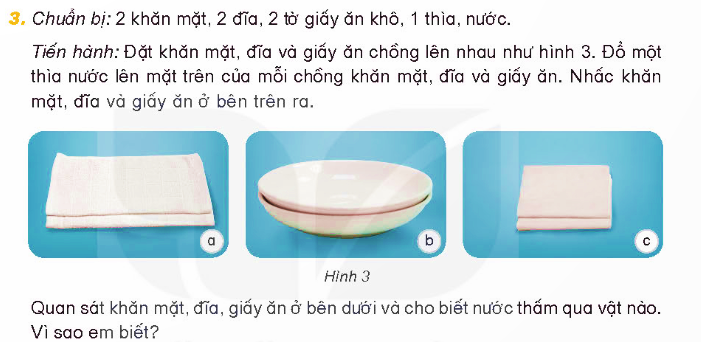 3. Chuẩn bị: 2 khăn mặt, 2 đĩa, 2 tờ giấy ăn khô, 1 thìa, nước.
Tiến hành: Đặt khăn mặt, đĩa và giấy ăn chồng lên nhau như hình 3. Đổ một
thìa nước lên mặt trên của mỗi chồng khăn mặt, đĩa và giấy ăn. Nhấc khăn
mặt, đĩa và giấy ăn ở bên trên ra.
a b c
Hình 3
Quan sát khăn mặt, đĩa, giấy ăn ở bên dưới và cho biết nước thấm qua vật nào.
Vì sao em biết?